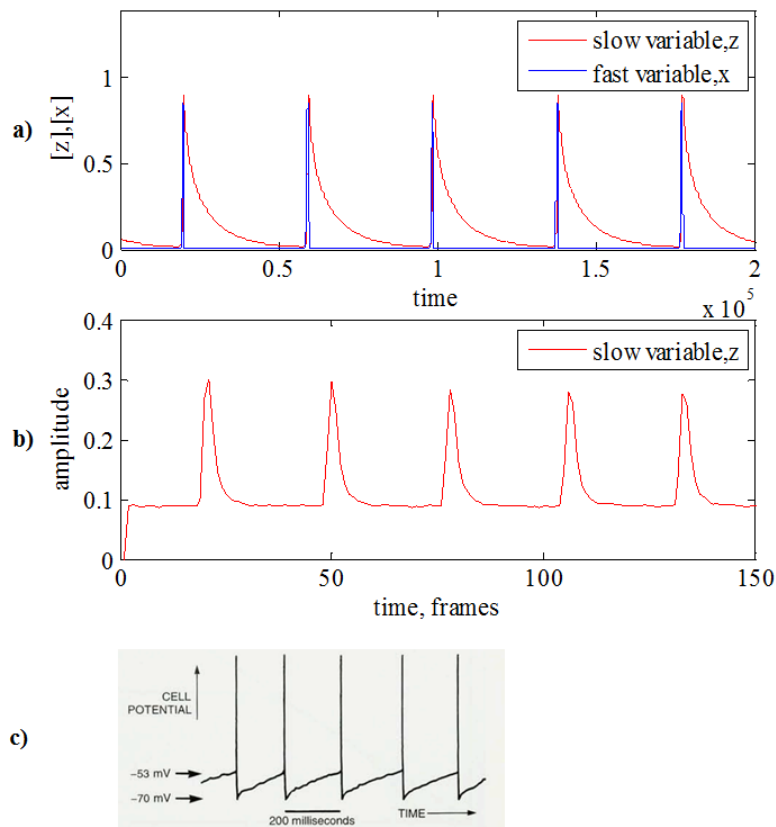 slow variable,z
fast variable,x
a)
[z],[x]
1
0.5
0
0 0.5 1 1.5 2
time
x 10^5
slow variable,z
b)
amplitude
0.4
0.3
0.2
0.1
0
0 50 100 150
time, frames
c)
CELL
POTENTIAL
–53 mV
–70 mV
200 milliseconds
TIME